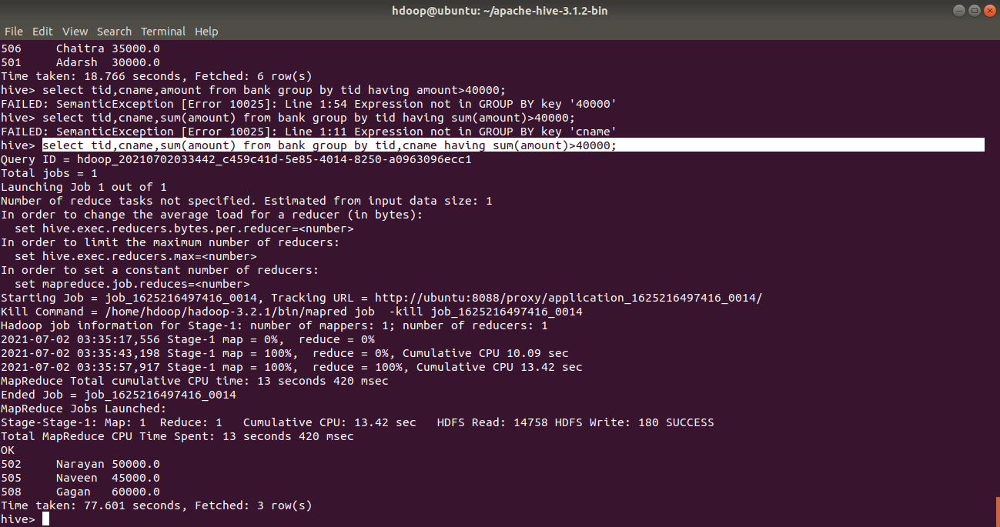 hdoop@ubuntu: ~/apache-hive-3.1.2-bin
File Edit View Search Terminal Help
506 Chaitra 35000.0
501 Adarsh 30000.0
Time taken: 18.766 seconds, Fetched: 6 row(s)
hive> select tid,cname,amount from bank group by tid having amount>40000;
FAILED: SemanticException [Error 10025]: Line 1:54 Expression not in GROUP BY key '40000'
hive> select tid,cname,sum(amount) from bank group by tid having sum(amount)>40000;
FAILED: SemanticException [Error 10025]: Line 1:11 Expression not in GROUP BY key 'cname'
hive> select tid,cname,sum(amount) from bank group by tid,cname having sum(amount)>40000;
Query ID = hdoop_20210702033442_c459c41d-5e85-4014-8250-a0963096ecc1
Total jobs = 1
Launching Job 1 out of 1
Number of reduce tasks not specified. Estimated from input data size: 1
In order to change the average load for a reducer (in bytes):
  set hive.exec.reducers.bytes.per.reducer=<number>
In order to limit the maximum number of reducers:
  set hive.exec.reducers.max=<number>
In order to set a constant number of reducers:
  set mapreduce.job.reduces=<number>
Starting Job = job_1625216497416_0014, Tracking URL = http://ubuntu:8088/proxy/application_1625216497416_0014/
Kill Command = /home/hdoop/hadoop-3.2.1/bin/mapred job  -kill job_1625216497416_0014
Hadoop job information for Stage-1: number of mappers: 1; number of reducers: 1
2021-07-02 03:35:17,556 Stage-1 map = 0%,  reduce = 0%
2021-07-02 03:35:43,198 Stage-1 map = 100%,  reduce = 0%, Cumulative CPU 10.09 sec
2021-07-02 03:35:57,917 Stage-1 map = 100%,  reduce = 100%, Cumulative CPU 13.42 sec
MapReduce Total cumulative CPU time: 13 seconds 420 msec
Ended Job = job_1625216497416_0014
MapReduce Jobs Launched:
Stage-Stage-1: Map: 1  Reduce: 1   Cumulative CPU: 13.42 sec   HDFS Read: 14758 HDFS Write: 180 SUCCESS
Total MapReduce CPU Time Spent: 13 seconds 420 msec
OK
502 Narayan 50000.0
505 Naveen 45000.0
508 Gagan 60000.0
Time taken: 77.601 seconds, Fetched: 3 row(s)
hive>